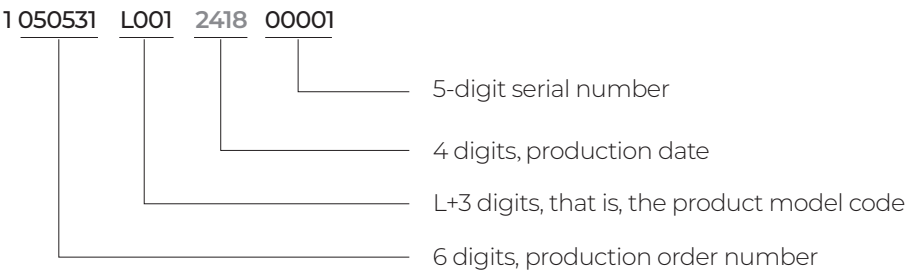 1 050531 L001 2418 00001
5-digit serial number
4 digits, production date
L+3 digits, that is, the product model code
6 digits, production order number